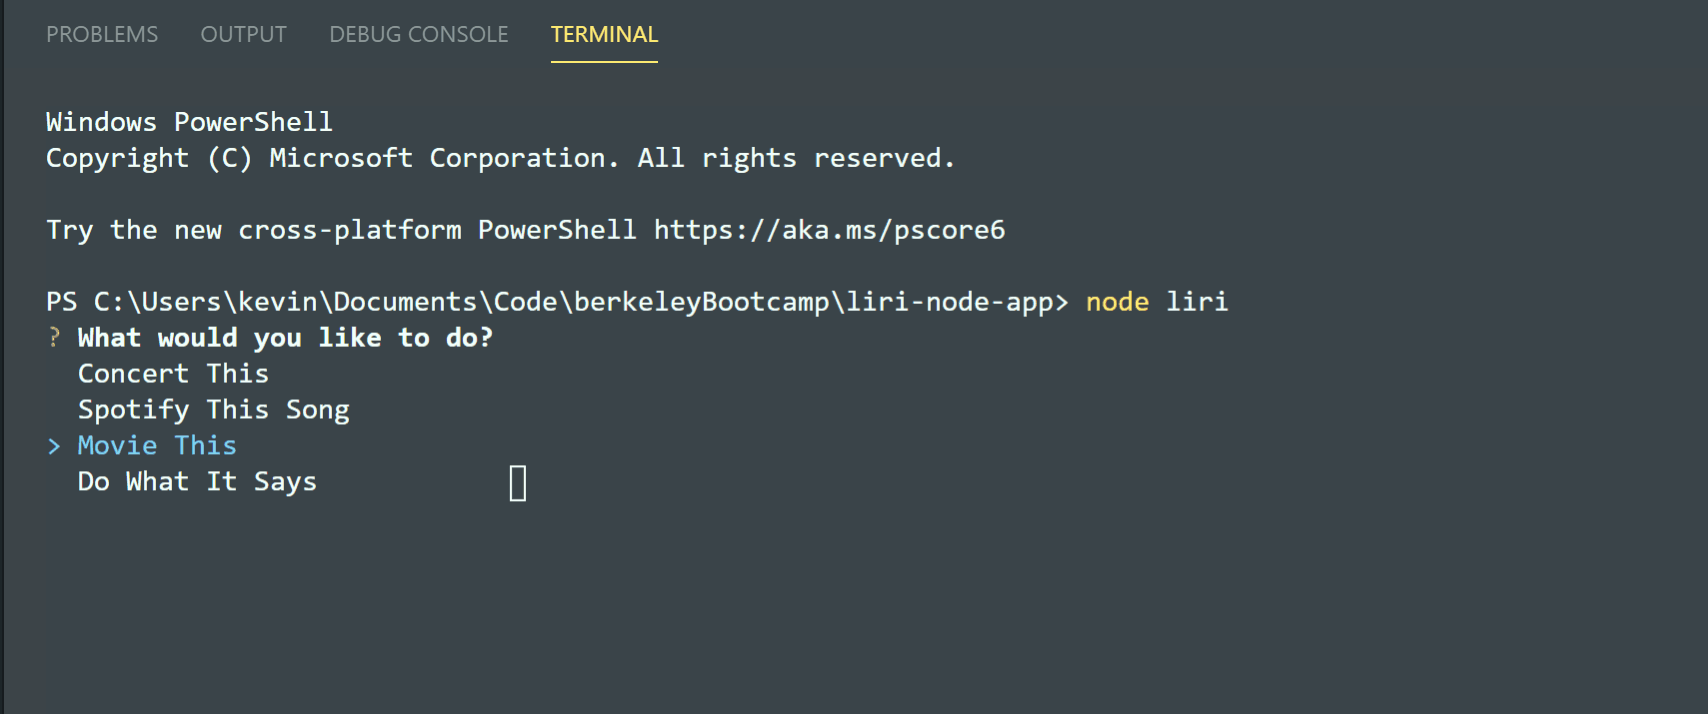 PROBLEMS OUTPUT DEBUG CONSOLE TERMINAL
Windows PowerShell
Copyright (C) Microsoft Corporation. All rights reserved.
Try the new cross-platform PowerShell https://aka.ms/pscore6
PS C:\Users\kevin\Documents\Code\berkeleyBootcamp\liri-node-app> node liri
? What would you like to do?
Concert This
Spotify This Song
> Movie This
Do What It Says